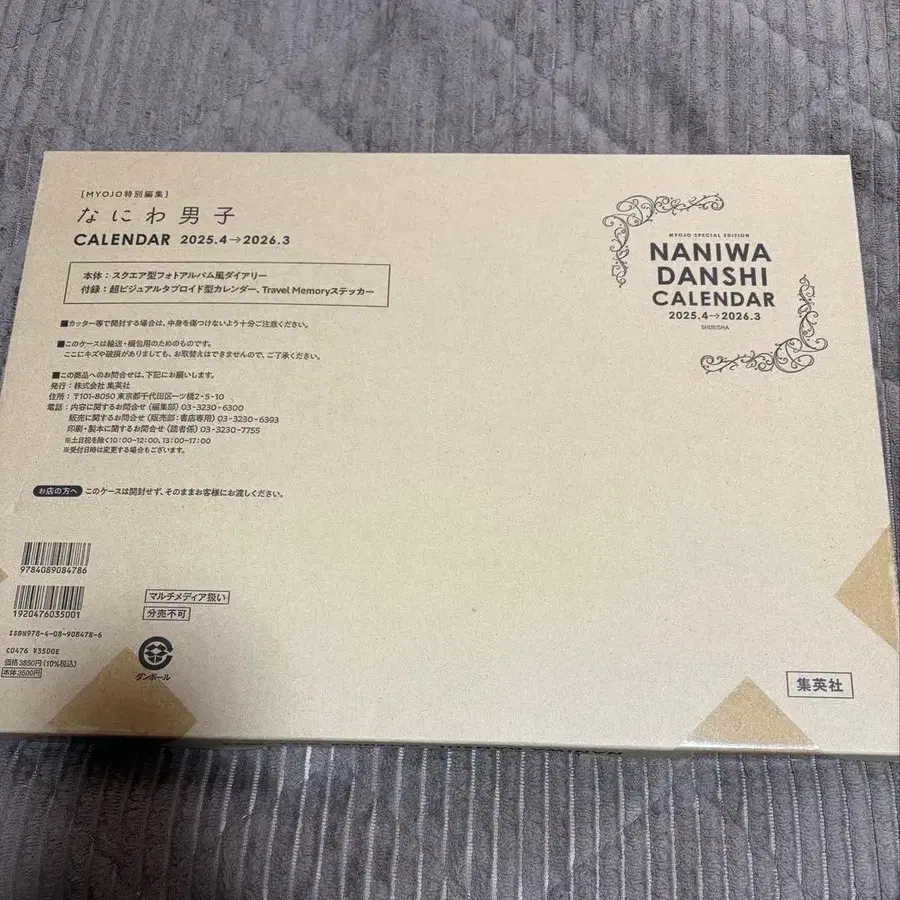 [MYOJO特別編集]
なにわ男子
CALENDAR 2025.4→2026.3
本体：スクエア型フォトアルバム風ダイアリー
付録：超ビジュアルタブロイド型カレンダー、Travel Memoryステッカー
■カッター等で開封する場合は、中身を傷つけないよう十分ご注意ください。
■このケースは輸送・梱包用のためのものです。
ここにキズや破損がありましても、お取替えはできませんので、ご了承ください。
■この商品へのお問合せは、下記にお願いします。
発行：株式会社 集英社
住所：〒101-8050 東京都千代田区一ツ橋2-5-10
電話：内容に関するお問合せ（編集部）03-3230-6300
販売に関するお問合せ（販売部：書店専用）03-3230-6393
印刷・製本に関するお問合せ（読者係）03-3230-7755
※土日祝を除く10:00~12:00、13:00~17:00
※受付日時は変更する場合もございます。
お店の方へ このケースは開封せず、そのままお客様にお渡しください。
9784089084786
1920476035001
ISBN978-4-08-908478-6
C0476 ¥3500E
価格3850円（10%税込）
本体3500円
マルチメディア扱い
分売不可
ダンボール
MYOJO SPECIAL EDITION
NANIWA
DANSHI
CALENDAR
2025.4→2026.3
SHUEISHA
集英社